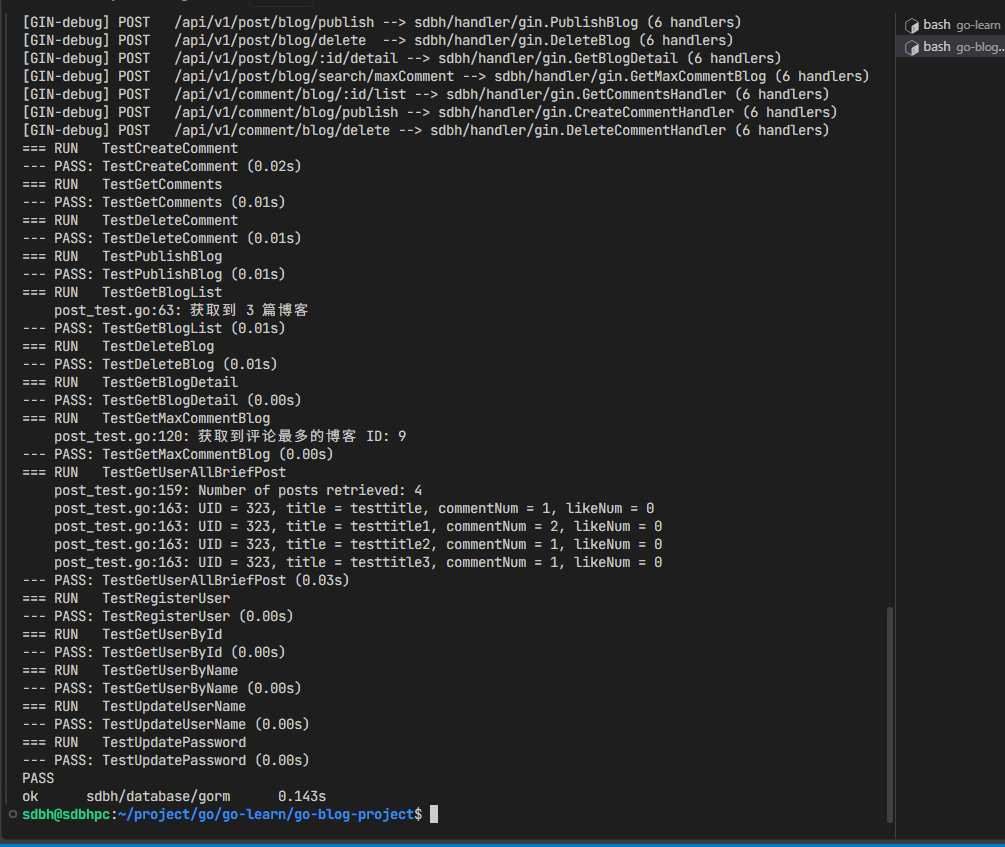 [GIN-debug] POST   /api/v1/post/blog/publish --> sdbh/handler/gin.PublishBlog (6 handlers)
[GIN-debug] POST   /api/v1/post/blog/delete  --> sdbh/handler/gin.DeleteBlog (6 handlers)
[GIN-debug] POST   /api/v1/post/blog/:id/detail --> sdbh/handler/gin.GetBlogDetail (6 handlers)
[GIN-debug] POST   /api/v1/post/blog/search/maxComment --> sdbh/handler/gin.GetMaxCommentBlog (6 handlers)
[GIN-debug] POST   /api/v1/comment/blog/:id/list --> sdbh/handler/gin.GetCommentsHandler (6 handlers)
[GIN-debug] POST   /api/v1/comment/blog/publish --> sdbh/handler/gin.CreateCommentHandler (6 handlers)
[GIN-debug] POST   /api/v1/comment/blog/delete --> sdbh/handler/gin.DeleteCommentHandler (6 handlers)
=== RUN   TestCreateComment
--- PASS: TestCreateComment (0.02s)
=== RUN   TestGetComments
--- PASS: TestGetComments (0.01s)
=== RUN   TestDeleteComment
--- PASS: TestDeleteComment (0.01s)
=== RUN   TestPublishBlog
--- PASS: TestPublishBlog (0.01s)
=== RUN   TestGetBlogList
    post_test.go:63: 获取到 3 篇博客
--- PASS: TestGetBlogList (0.01s)
=== RUN   TestDeleteBlog
--- PASS: TestDeleteBlog (0.01s)
=== RUN   TestGetBlogDetail
--- PASS: TestGetBlogDetail (0.00s)
=== RUN   TestGetMaxCommentBlog
    post_test.go:120: 获取到评论最多的博客 ID: 9
--- PASS: TestGetMaxCommentBlog (0.00s)
=== RUN   TestGetUserAllBriefPost
    post_test.go:159: Number of posts retrieved: 4
    post_test.go:163: UID = 323, title = testtitle, commentNum = 1, likeNum = 0
    post_test.go:163: UID = 323, title = testtitle1, commentNum = 2, likeNum = 0
    post_test.go:163: UID = 323, title = testtitle2, commentNum = 1, likeNum = 0
    post_test.go:163: UID = 323, title = testtitle3, commentNum = 1, likeNum = 0
--- PASS: TestGetUserAllBriefPost (0.03s)
=== RUN   TestRegisterUser
--- PASS: TestRegisterUser (0.00s)
=== RUN   TestGetUserById
--- PASS: TestGetUserById (0.00s)
=== RUN   TestGetUserByName
--- PASS: TestGetUserByName (0.00s)
=== RUN   TestUpdateUserName
--- PASS: TestUpdateUserName (0.00s)
=== RUN   TestUpdatePassword
--- PASS: TestUpdatePassword (0.00s)
PASS
ok      sdbh/database/gorm      0.143s
sdbh@sdbhpc:~/project/go/go-learn/go-blog-project$
bash go-learn
bash go-blog...